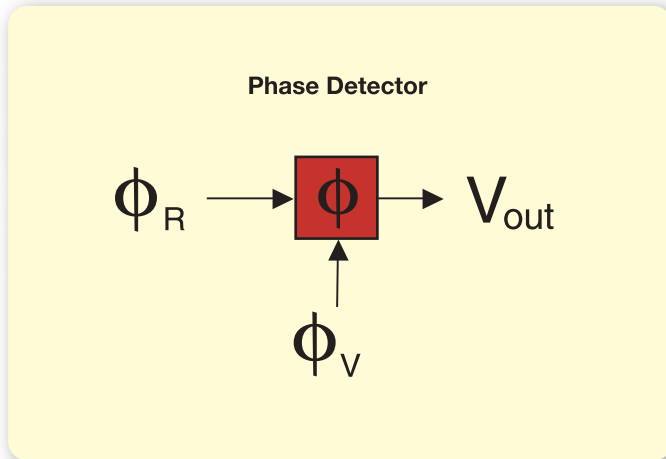 Phase Detector
ϕR ϕ Vout
ϕV